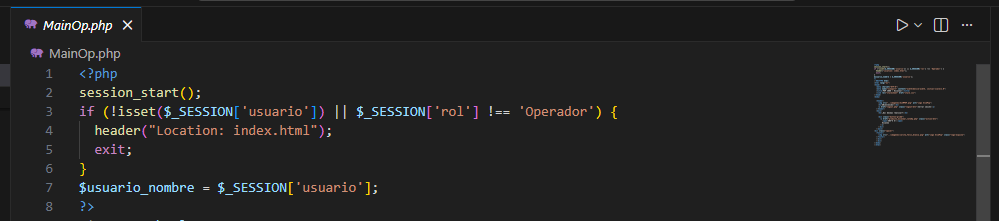 MainOp.php
MainOp.php
1 <?php
2 session_start();
3 if (!isset($_SESSION['usuario']) || $_SESSION['rol'] !== 'Operador') {
4 header("Location: index.html");
5 exit;
6 }
7 $usuario_nombre = $_SESSION['usuario'];
8 ?>